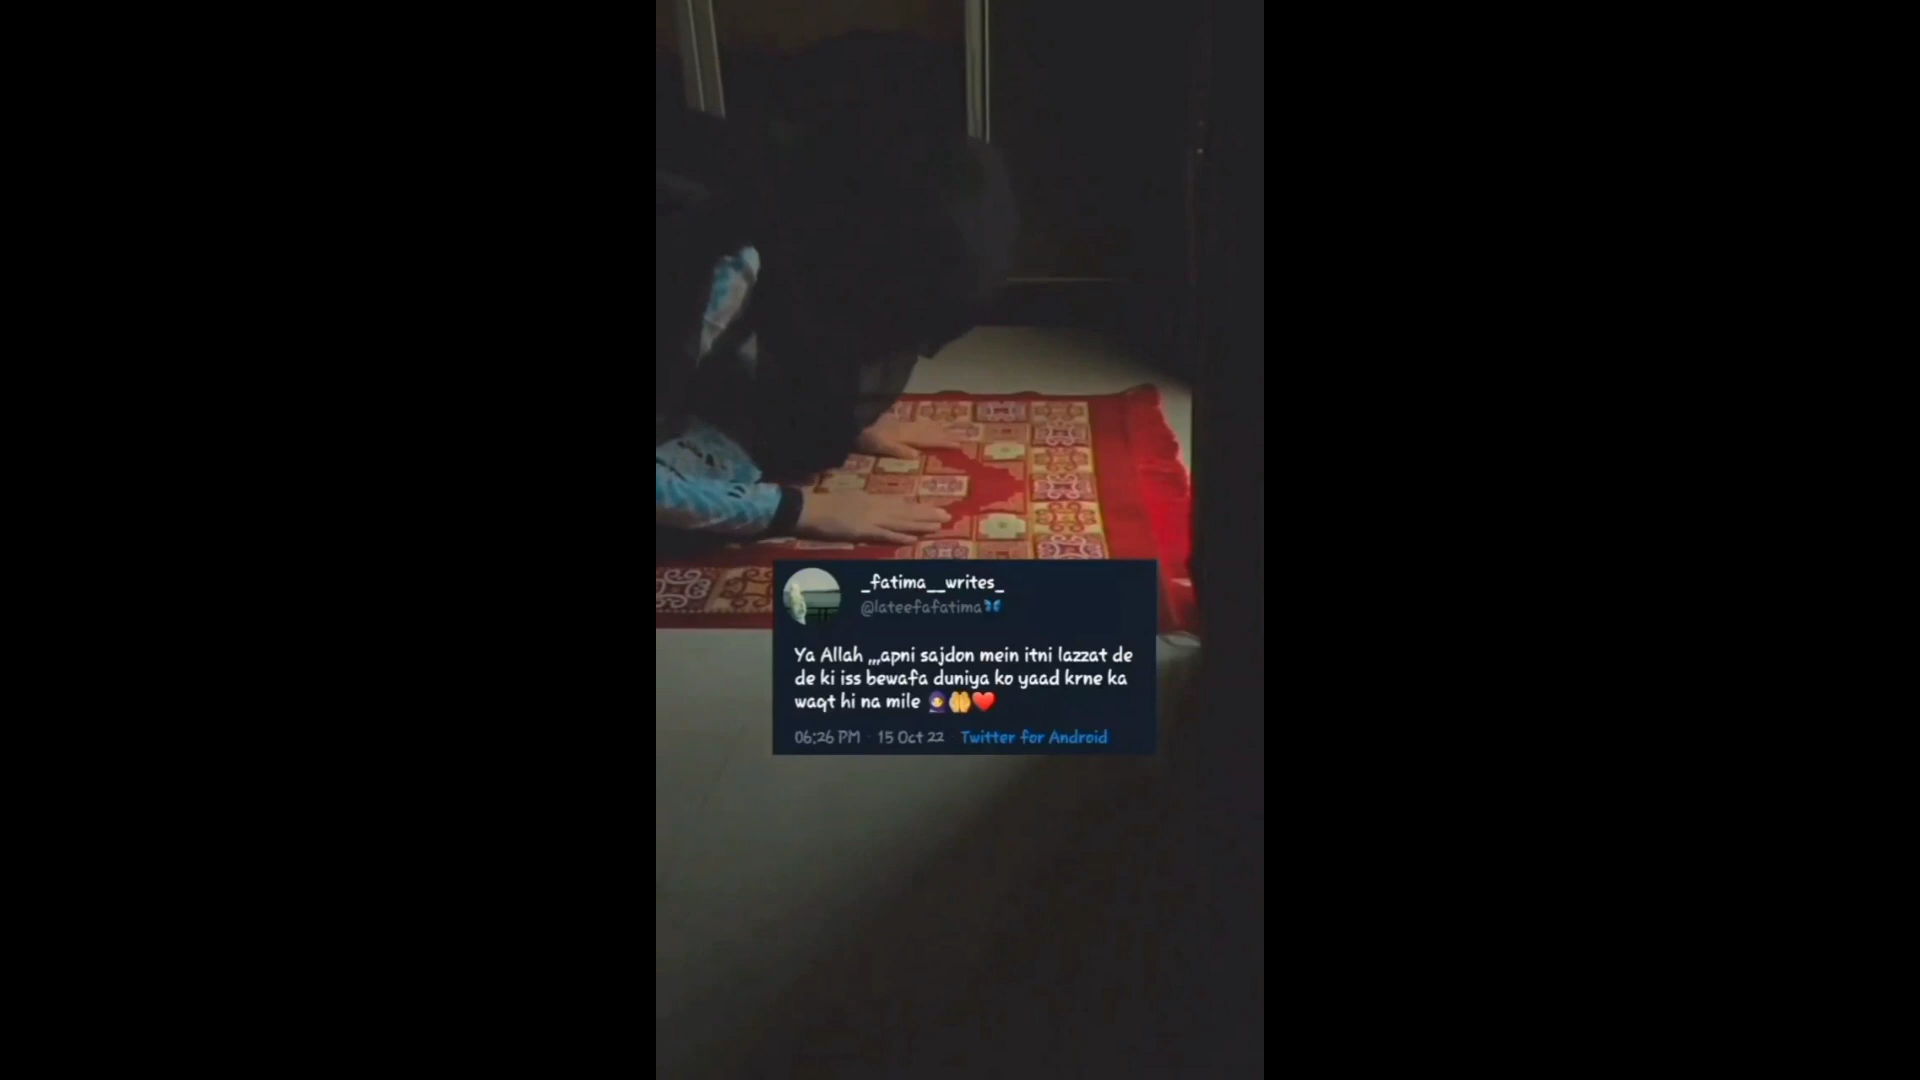 _fatima__writes_
@lateefafatima🦋
Ya Allah ,,,apni sajdon mein itni lazzat de
de ki iss bewafa duniya ko yaad krne ka
waqt hi na mile 🧕🤲❤️
06:26 PM · 15 Oct 22 · Twitter for Android